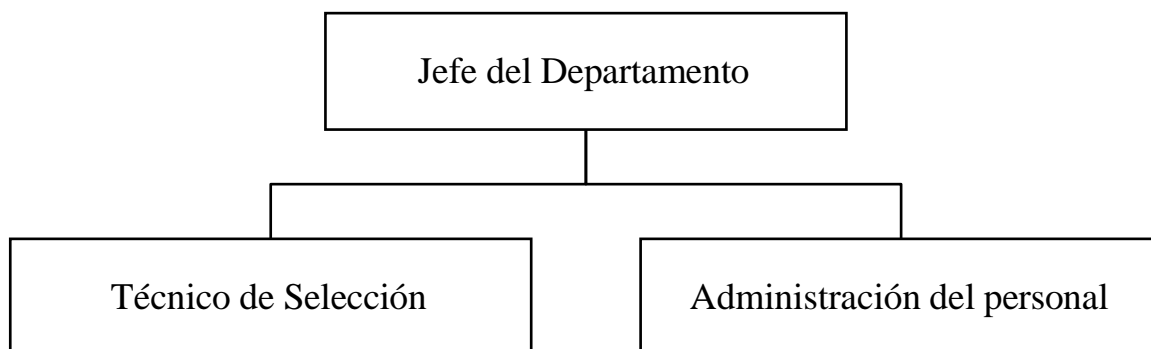 Jefe del Departamento
Técnico de Selección
Administración del personal